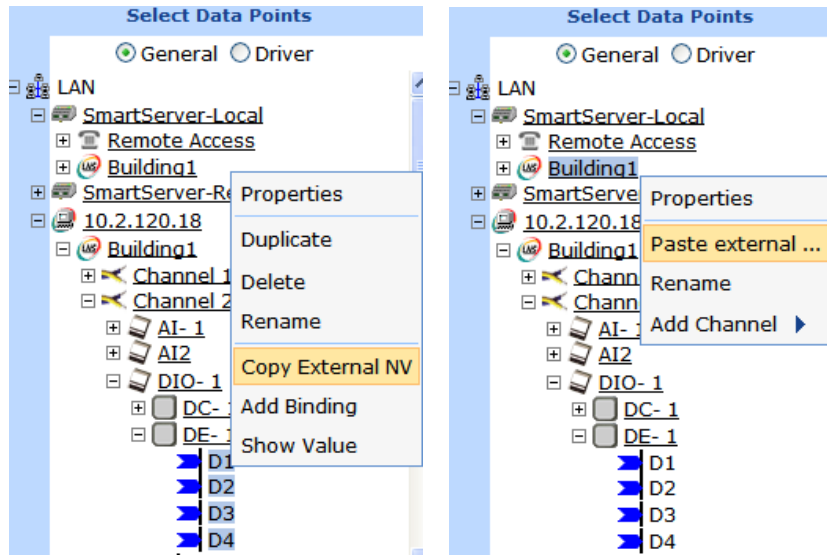 Select Data Points
General Driver
LAN
SmartServer-Local
Remote Access
Building1
SmartServer-Re
10.2.120.18
Building1
Channel 1
Channel 2
AI- 1
AI2
DIO- 1
DC- 1
DE- 1
D1
D2
D3
D4
Properties
Duplicate
Delete
Rename
Copy External NV
Add Binding
Show Value
Select Data Points
General Driver
LAN
SmartServer-Local
Remote Access
Building1
SmartServe
10.2.120.18
Building1
Chann
Chann
AI- 1
AI2
DIO- 1
DC- 1
DE- 1
D1
D2
D3
D4
Properties
Paste external ...
Rename
Add Channel